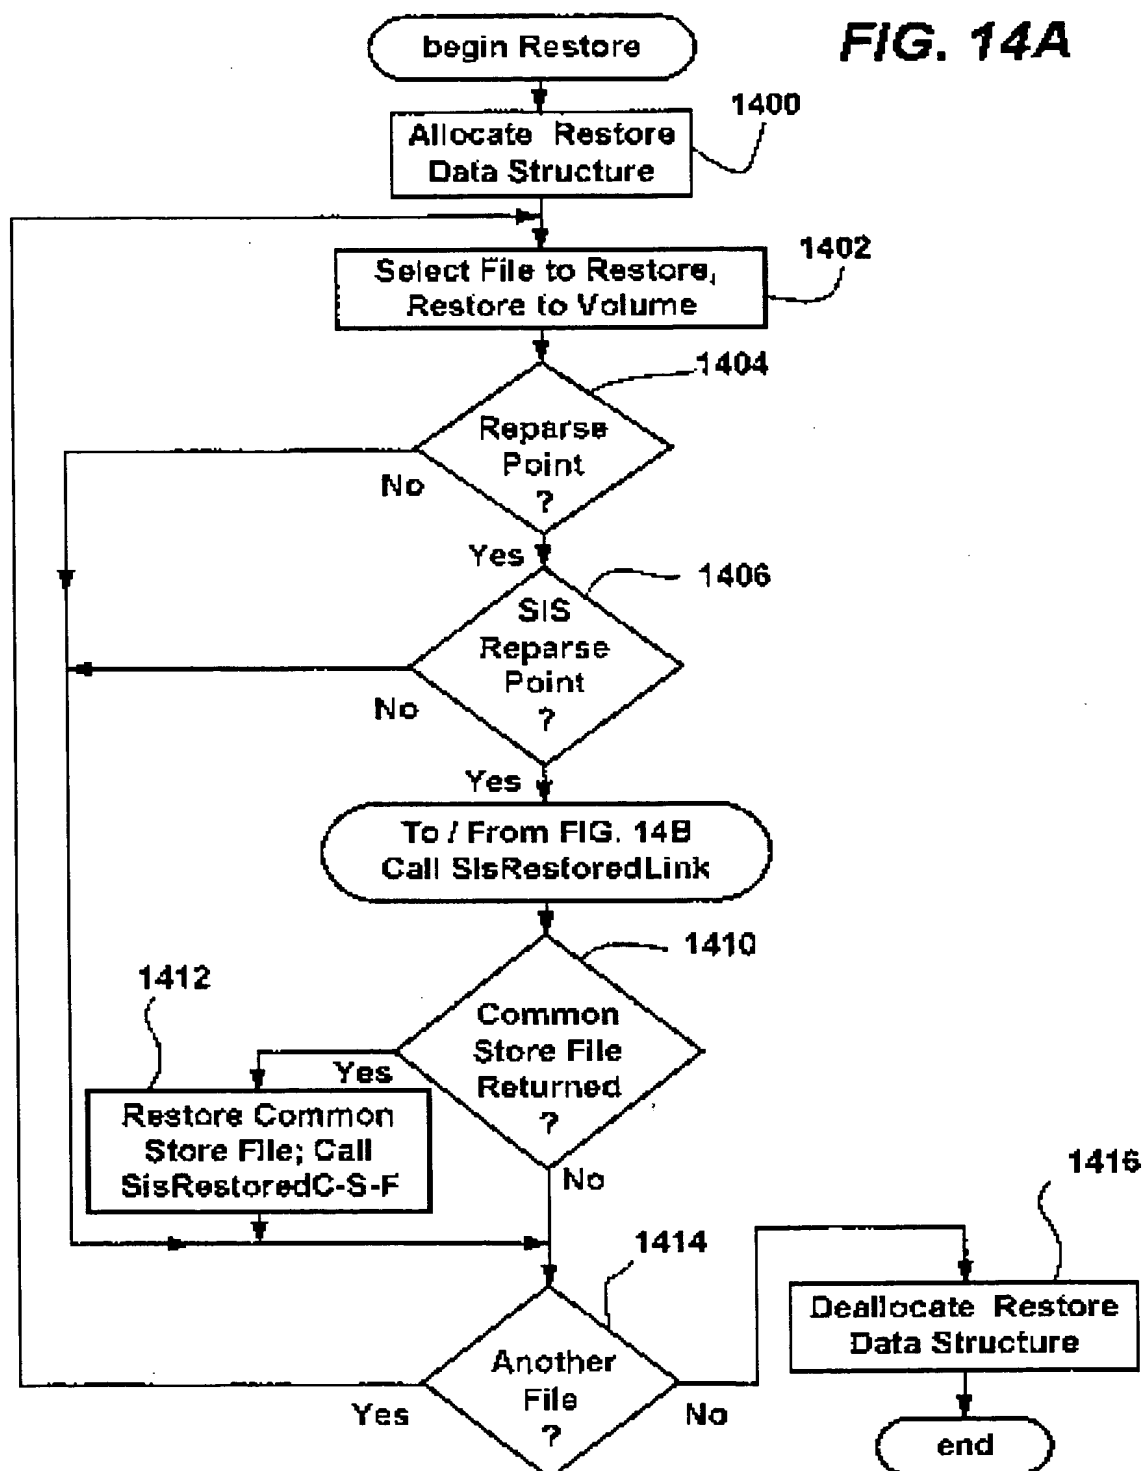 FIG. 14A
begin Restore
1400
Allocate Restore
Data Structure
1402
Select File to Restore,
Restore to Volume
1404
Reparse
Point
?
No
Yes
1406
SIS
Reparse
Point
?
No
Yes
To / From FIG. 14B
Call SisRestoredLink
1410
1412
Common
Store File
Returned
?
Yes
Restore Common
Store File; Call
SisRestoredC-S-F
No
1414
1416
Another
File
?
Yes
No
Deallocate Restore
Data Structure
end